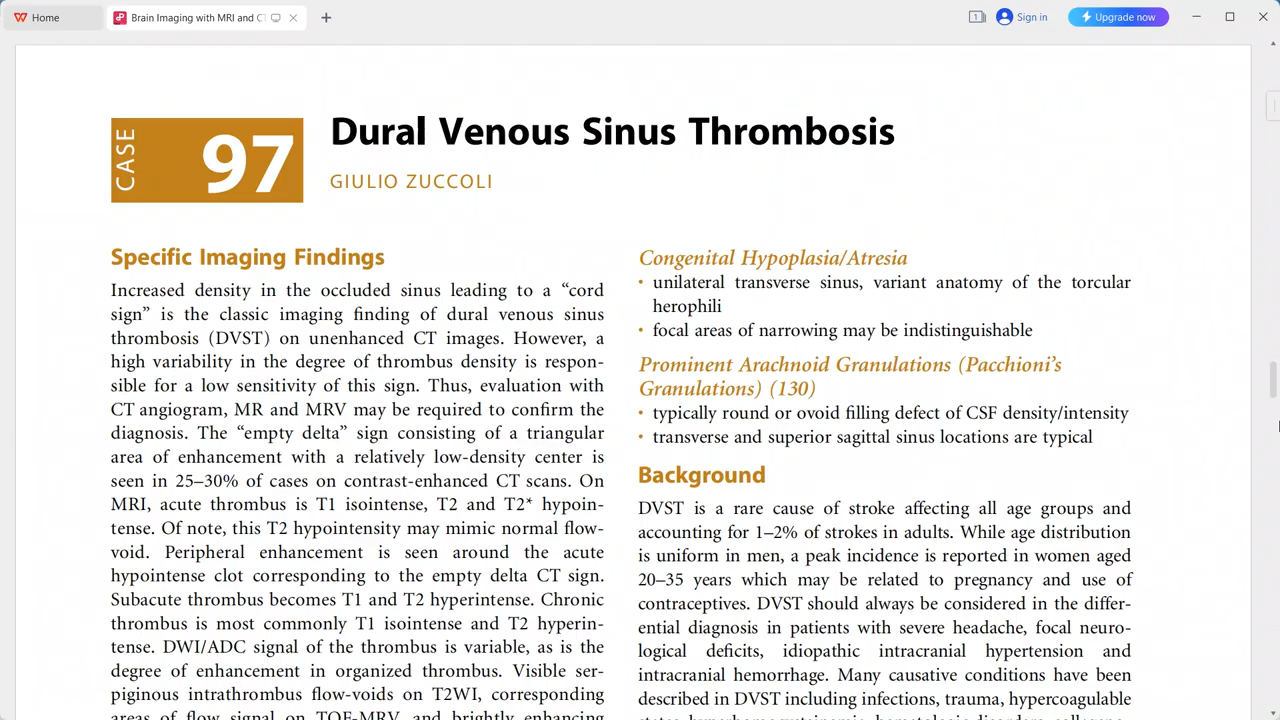 Home
Brain Imaging with MRI and C
1
Sign in
Upgrade now
CASE
97
Dural Venous Sinus Thrombosis
GIULIO ZUCCOLI
Specific Imaging Findings
Increased density in the occluded sinus leading to a “cord
sign” is the classic imaging finding of dural venous sinus
thrombosis (DVST) on unenhanced CT images. However, a
high variability in the degree of thrombus density is respon-
sible for a low sensitivity of this sign. Thus, evaluation with
CT angiogram, MR and MRV may be required to confirm the
diagnosis. The “empty delta” sign consisting of a triangular
area of enhancement with a relatively low-density center is
seen in 25–30% of cases on contrast-enhanced CT scans. On
MRI, acute thrombus is T1 isointense, T2 and T2* hypoin-
tense. Of note, this T2 hypointensity may mimic normal flow-
void. Peripheral enhancement is seen around the acute
hypointense clot corresponding to the empty delta CT sign.
Subacute thrombus becomes T1 and T2 hyperintense. Chronic
thrombus is most commonly T1 isointense and T2 hyperin-
tense. DWI/ADC signal of the thrombus is variable, as is the
degree of enhancement in organized thrombus. Visible ser-
piginous intrathrombus flow-voids on T2WI, corresponding
areas of flow signal on TOF-MRV, and brightly enhancing
Congenital Hypoplasia/Atresia
• unilateral transverse sinus, variant anatomy of the torcular
herophili
• focal areas of narrowing may be indistinguishable
Prominent Arachnoid Granulations (Pacchioni’s
Granulations) (130)
• typically round or ovoid filling defect of CSF density/intensity
• transverse and superior sagittal sinus locations are typical
Background
DVST is a rare cause of stroke affecting all age groups and
accounting for 1–2% of strokes in adults. While age distribution
is uniform in men, a peak incidence is reported in women aged
20–35 years which may be related to pregnancy and use of
contraceptives. DVST should always be considered in the differ-
ential diagnosis in patients with severe headache, focal neuro-
logical deficits, idiopathic intracranial hypertension and
intracranial hemorrhage. Many causative conditions have been
described in DVST including infections, trauma, hypercoagulable